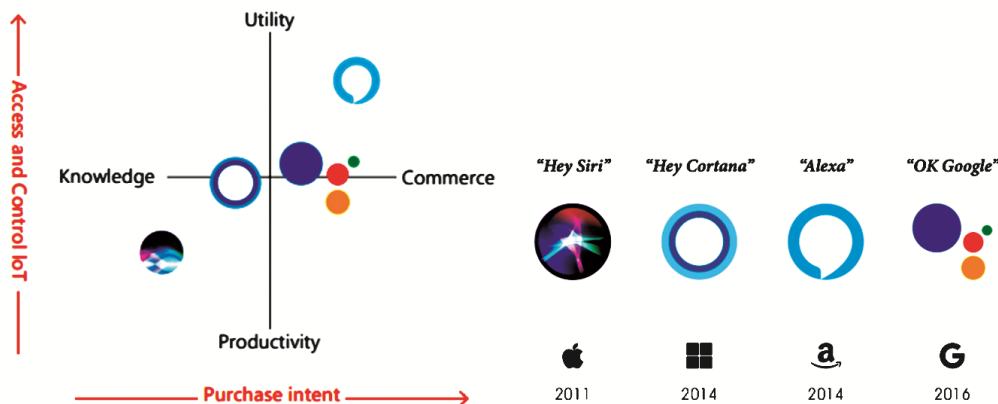 Utility
Access and Control IoT
Knowledge
Commerce
Productivity
Purchase intent
“Hey Siri”
“Hey Cortana”
“Alexa”
“OK Google”
a
G
2011
2014
2014
2016